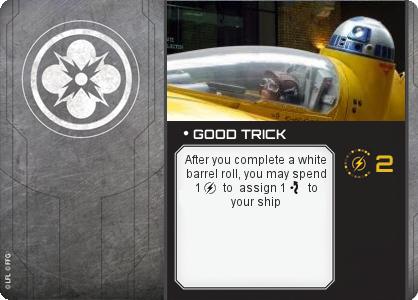 • GOOD TRICK
After you complete a white
barrel roll, you may spend
1 to assign 1 to
your ship
2
©LFL ©FFG